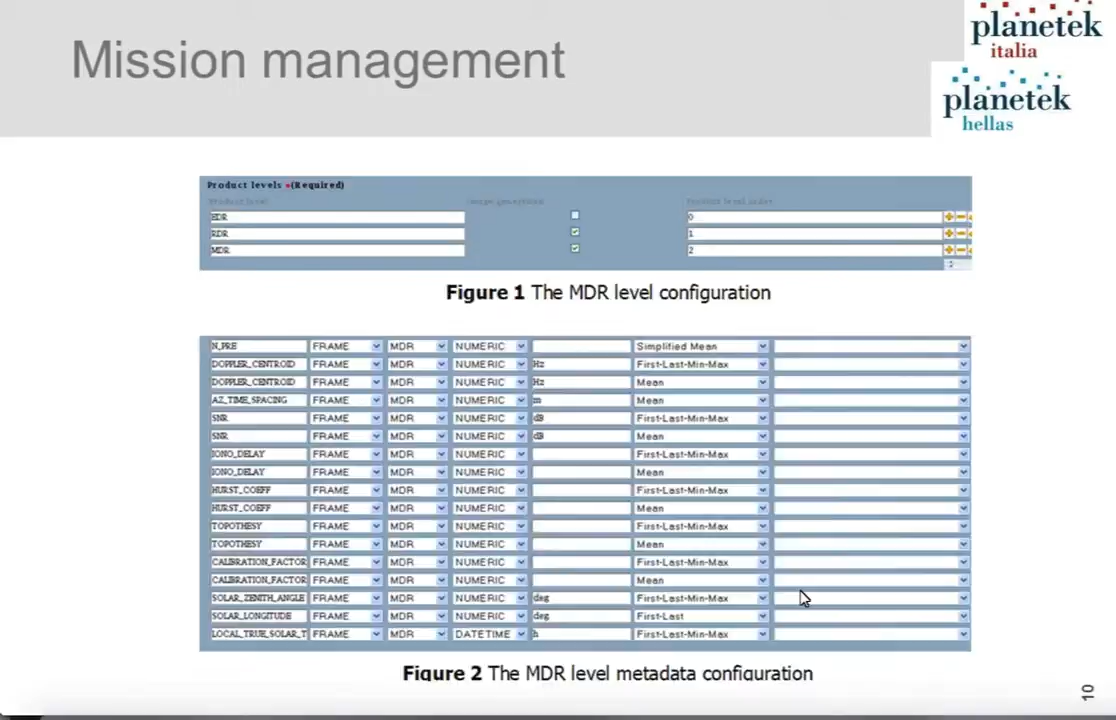 Mission management
planetek
italia
planetek
hellas
Product levels *(Required)
Product level Product level order
EDR 0
RDR 1
MDR 2
Figure 1 The MDR level configuration
N_PRE FRAME MDR NUMERIC Simplified Mean
DOPPLER_CENTROID FRAME MDR NUMERIC Hz First-Last-Min-Max
DOPPLER_CENTROID FRAME MDR NUMERIC Hz Mean
AZ_TIME_SPACING FRAME MDR NUMERIC m Mean
SNR FRAME MDR NUMERIC dB First-Last-Min-Max
SNR FRAME MDR NUMERIC dB Mean
IONO_DELAY FRAME MDR NUMERIC First-Last-Min-Max
IONO_DELAY FRAME MDR NUMERIC Mean
HURST_COEFF FRAME MDR NUMERIC First-Last-Min-Max
HURST_COEFF FRAME MDR NUMERIC Mean
TOPOTHESY FRAME MDR NUMERIC First-Last-Min-Max
TOPOTHESY FRAME MDR NUMERIC Mean
CALIBRATION_FACTOR FRAME MDR NUMERIC First-Last-Min-Max
CALIBRATION_FACTOR FRAME MDR NUMERIC Mean
SOLAR_ZENITH_ANGLE FRAME MDR NUMERIC deg First-Last-Min-Max
SOLAR_LONGITUDE FRAME MDR NUMERIC deg First-Last
LOCAL_TRUE_SOLAR_T FRAME MDR DATETIME h First-Last-Min-Max
Figure 2 The MDR level metadata configuration
10